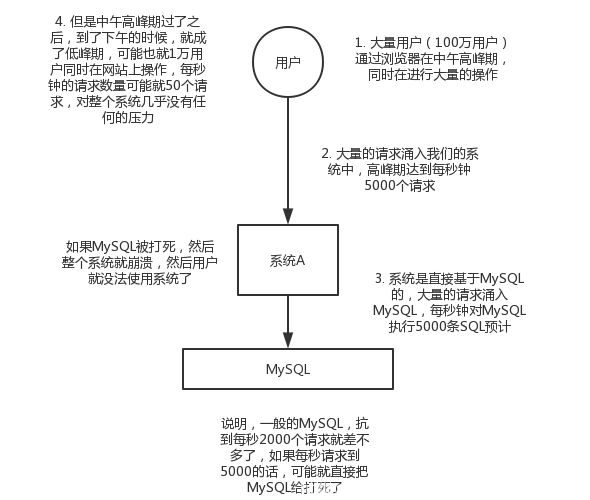 4. 但是中午高峰期过了之
后，到了下午的时候，就成
了低峰期，可能也就1万用
户同时在网站上操作，每秒
钟的请求数量可能就50个请
求，对整个系统几乎没有任
何的压力
用户
1. 大量用户（100万用户）
通过浏览器在中午高峰期，
同时在进行大量的操作
2. 大量的请求涌入我们的系
统中，高峰期达到每秒钟
5000个请求
如果MySQL被打死，然后
整个系统就崩溃，然后用户
就没法使用系统了
系统A
3. 系统是直接基于MySQL
的，大量的请求涌入
MySQL，每秒钟对MySQL
执行5000条SQL预计
MySQL
说明，一般的MySQL，抗
到每秒2000个请求就差不
多了，如果每秒请求到
5000的话，可能就直接把
MySQL给打死了